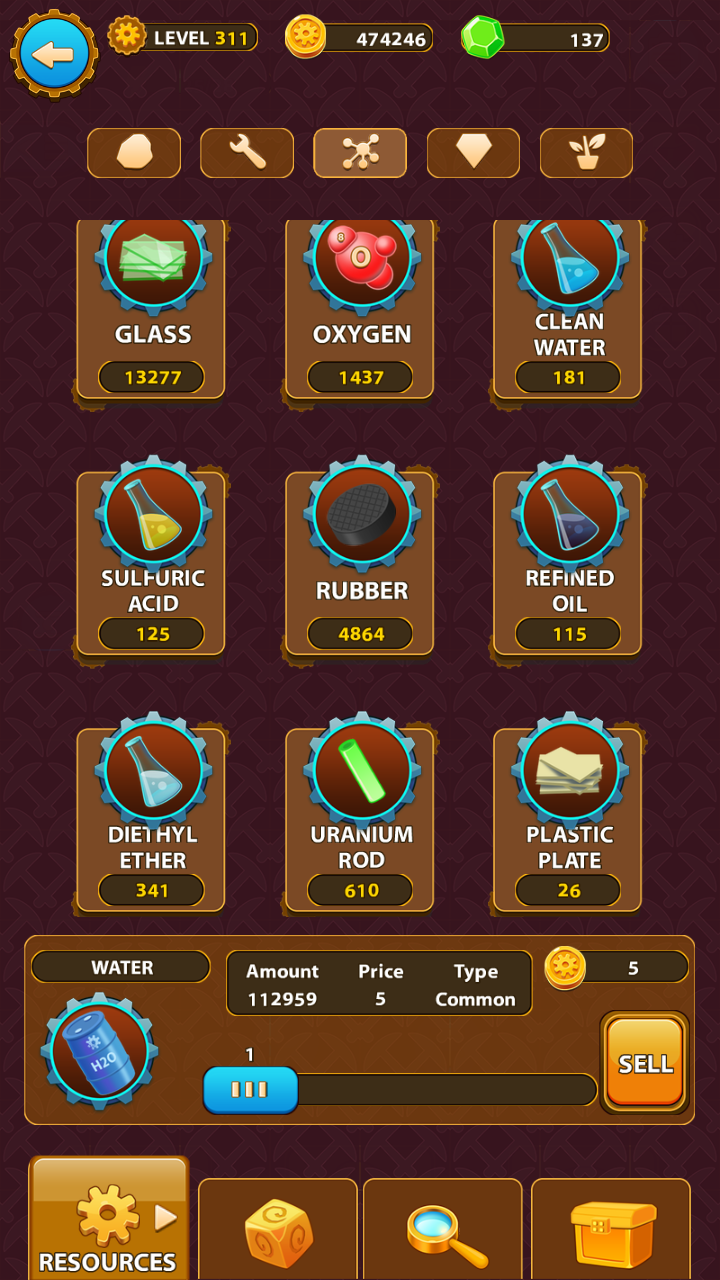 LEVEL 311
474246
137
8
O
GLASS
OXYGEN
CLEAN
WATER
13277
1437
181
SULFURIC
ACID
RUBBER
REFINED
OIL
125
4864
115
DIETHYL
ETHER
URANIUM
ROD
PLASTIC
PLATE
341
610
26
WATER
Amount Price Type
112959 5 Common
5
H2O
1
SELL
RESOURCES